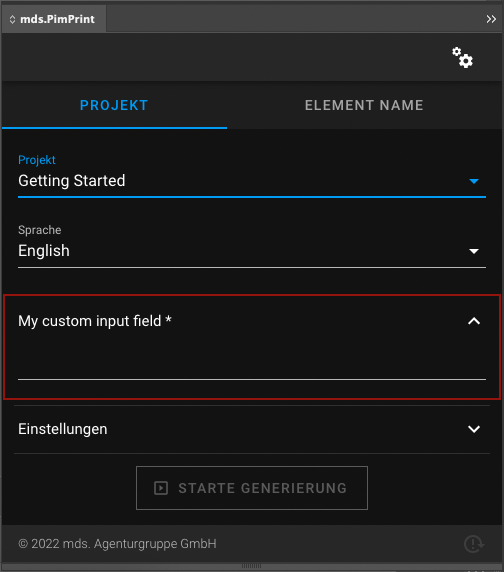 mds.PimPrint
PROJEKT
ELEMENT NAME
Projekt
Getting Started
Sprache
English
My custom input field *
Einstellungen
STARTE GENERIERUNG
© 2022 mds. Agenturgruppe GmbH